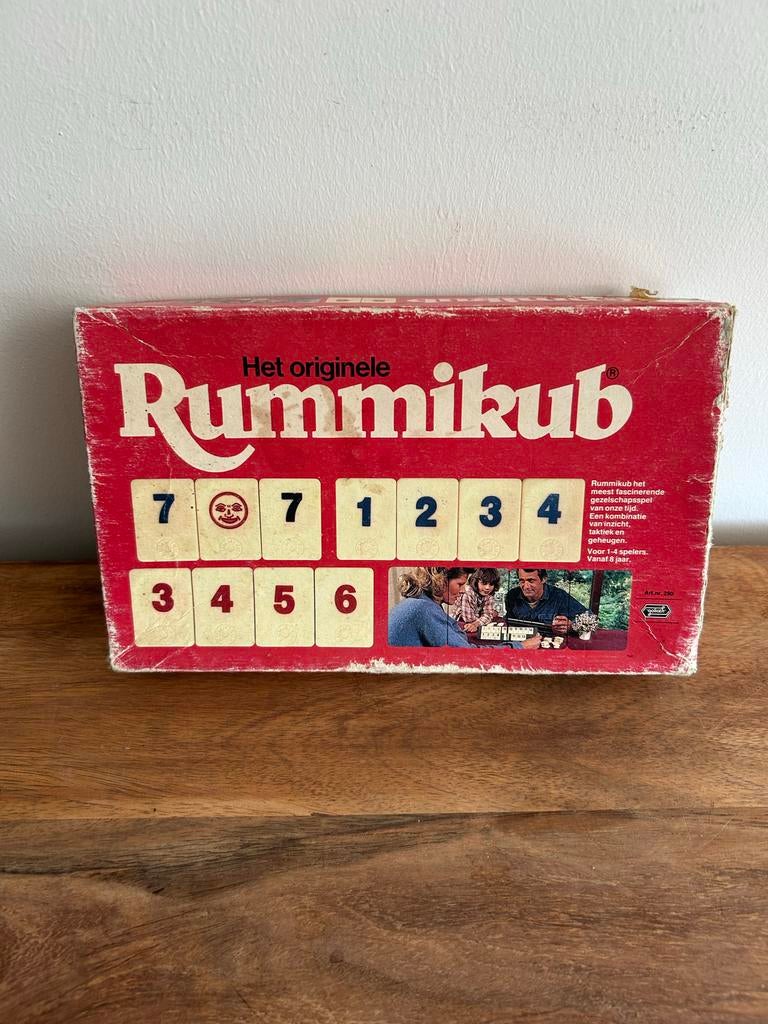 Het originele
Rummikub®
7 7 1 2 3 4
Rummikub het
meest fascinerende
gezelschapsspel
van onze tijd.
Een kombinatie
van inzicht,
taktiek en
geheugen.
Voor 1-4 spelers.
Vanaf 8 jaar.
3 4 5 6